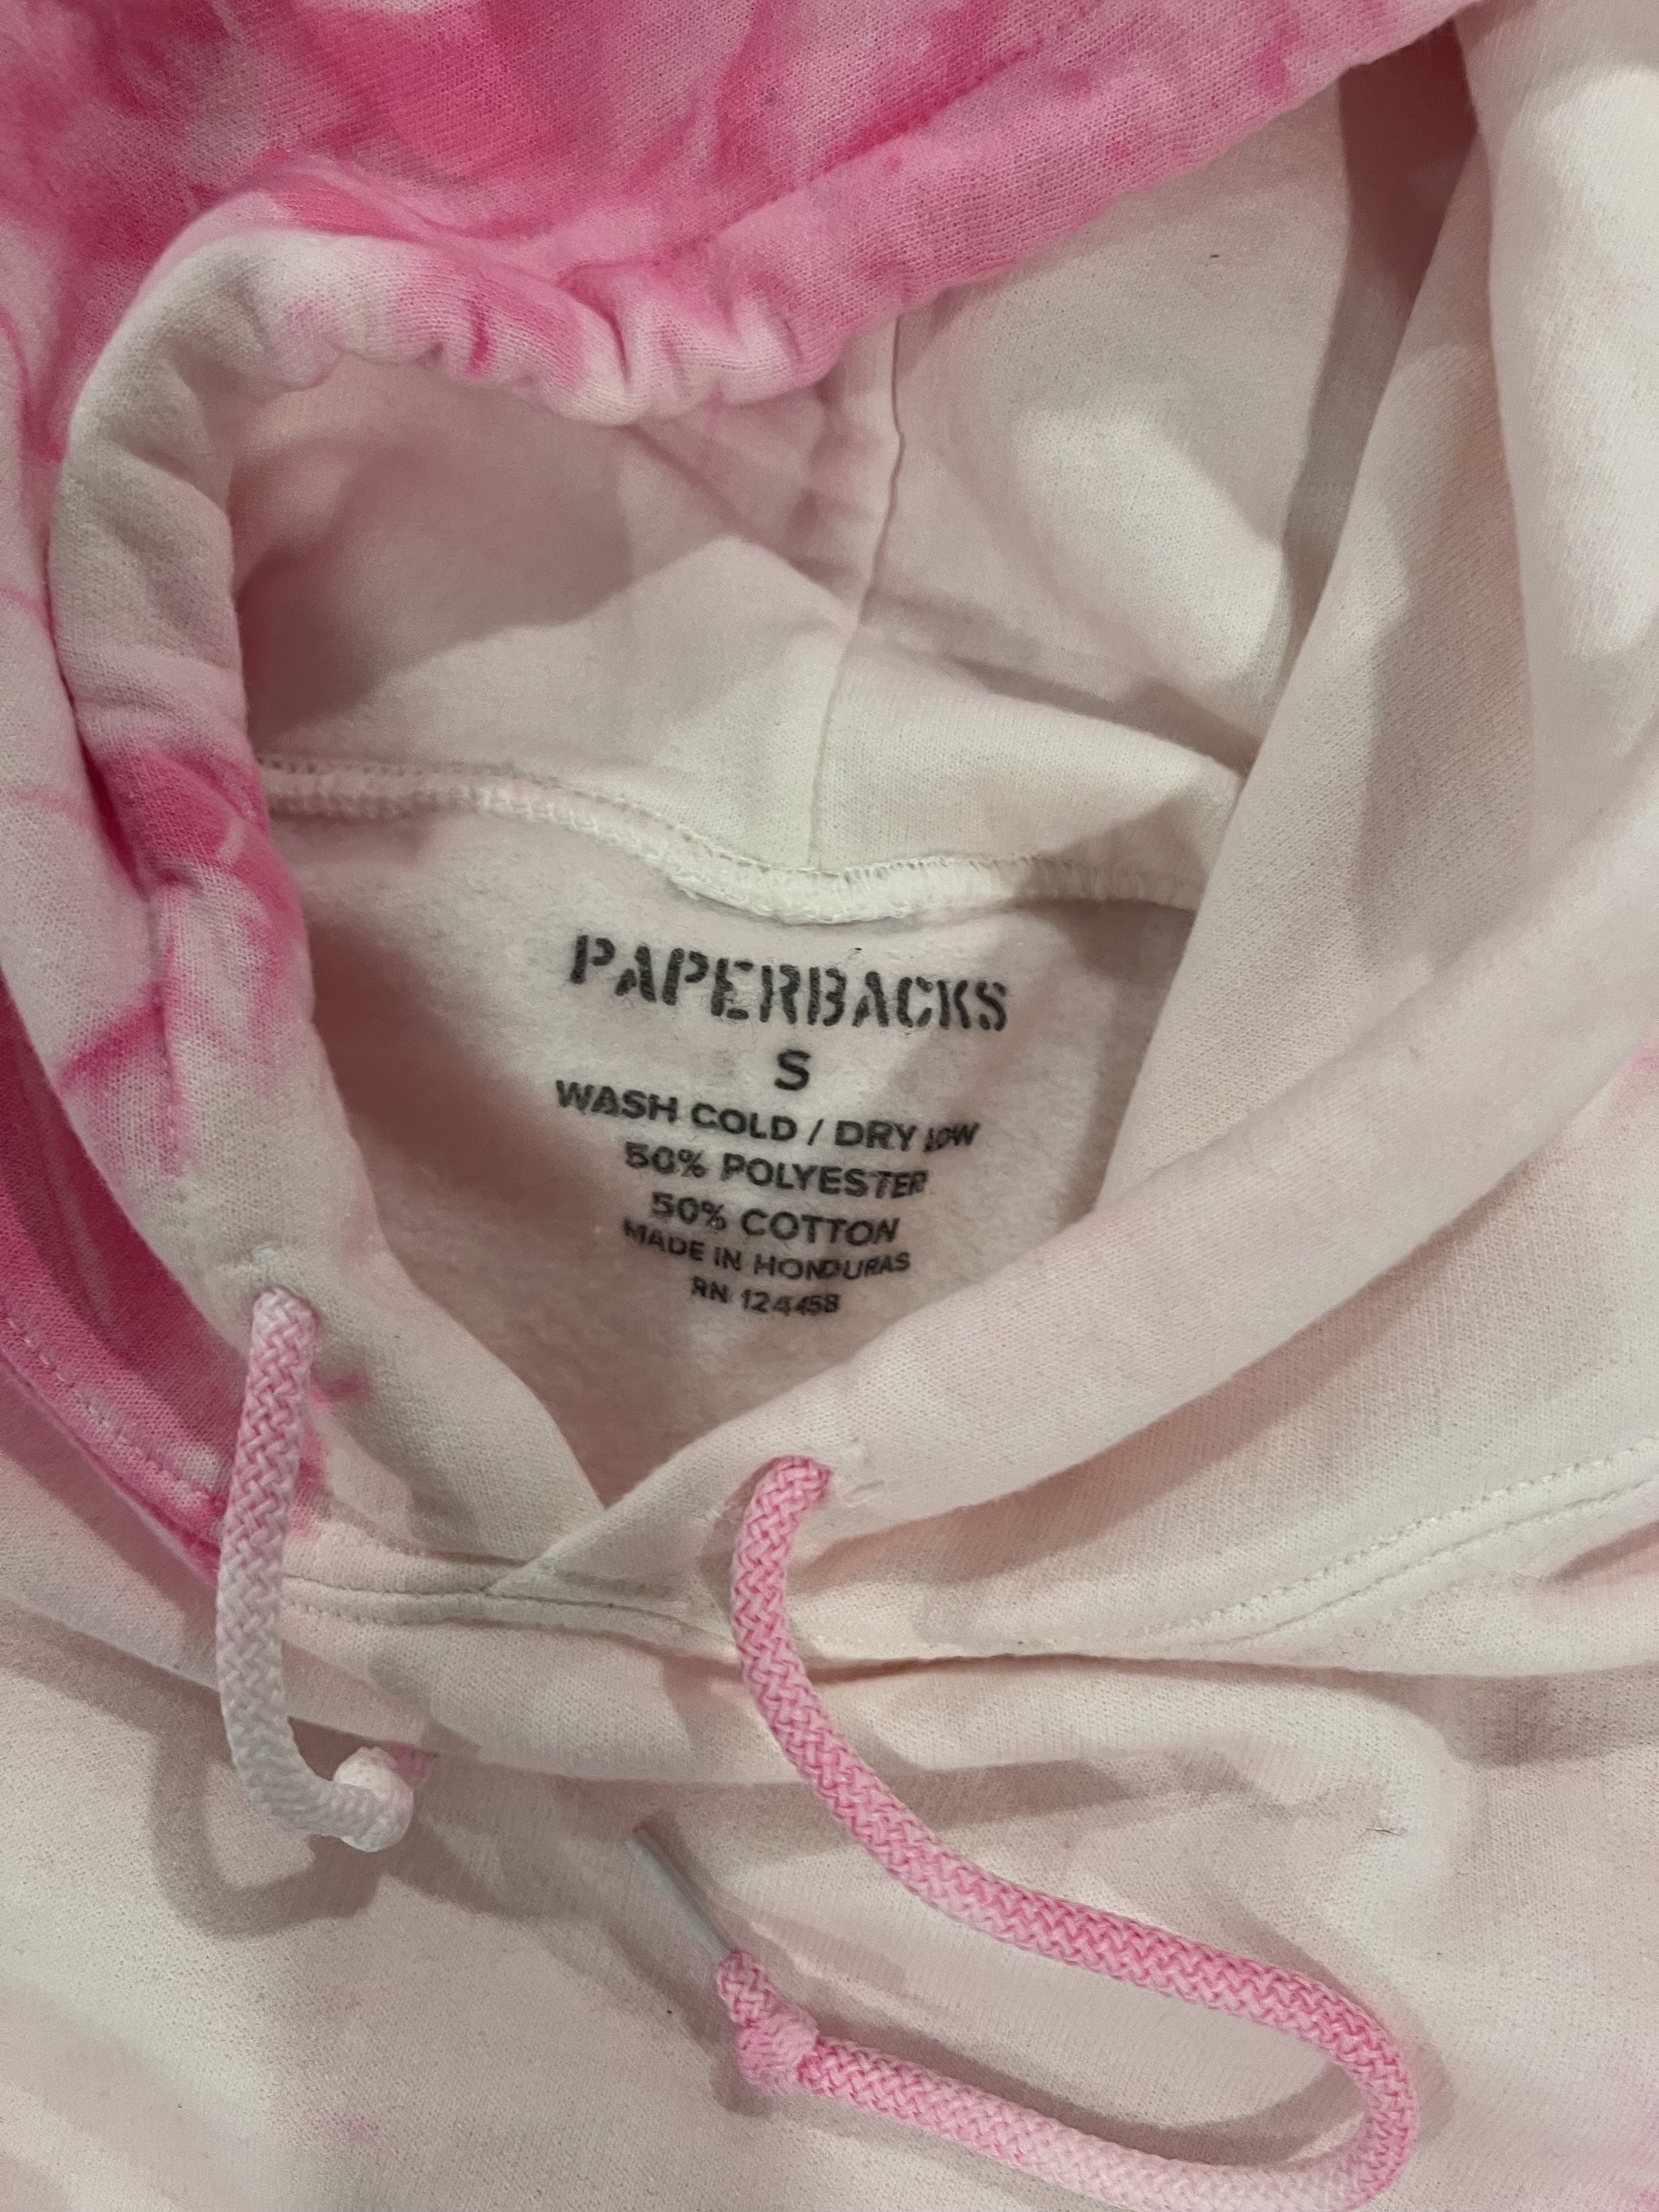 PAPERBACKS
S
WASH COLD / DRY LOW
50% POLYESTER
50% COTTON
MADE IN HONDURAS
RN 124458